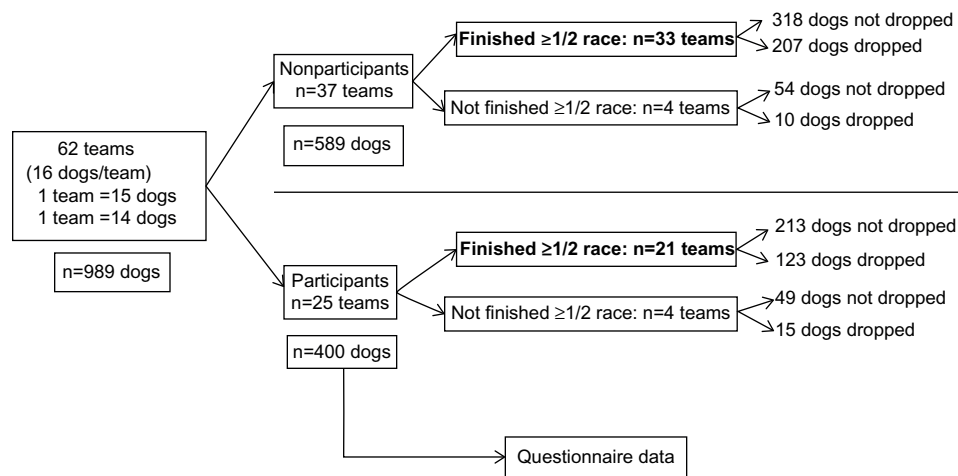 62 teams
(16 dogs/team)
1 team =15 dogs
1 team =14 dogs
n=989 dogs
Nonparticipants
n=37 teams
n=589 dogs
Finished ≥1/2 race: n=33 teams
318 dogs not dropped
207 dogs dropped
Not finished ≥1/2 race: n=4 teams
54 dogs not dropped
10 dogs dropped
Participants
n=25 teams
n=400 dogs
Finished ≥1/2 race: n=21 teams
213 dogs not dropped
123 dogs dropped
Not finished ≥1/2 race: n=4 teams
49 dogs not dropped
15 dogs dropped
Questionnaire data